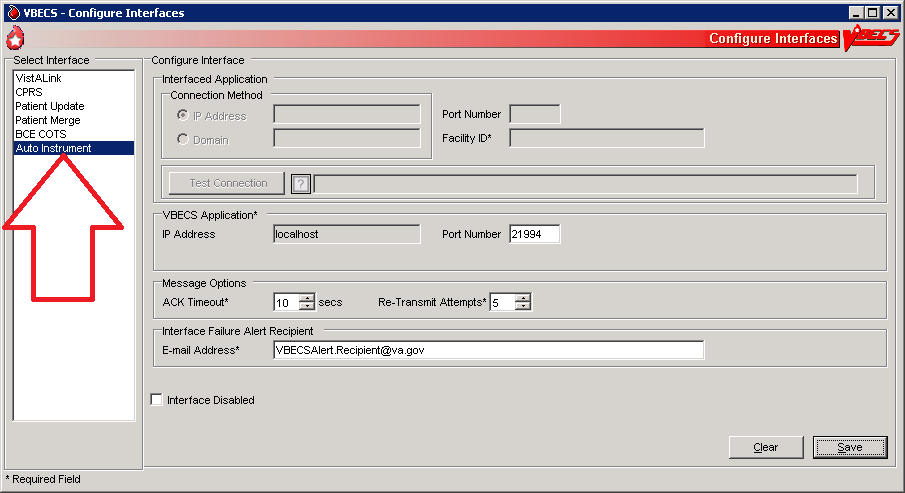 VBECS - Configure Interfaces
Configure Interfaces
VBECS
Select Interface
VistALink
CPRS
Patient Update
Patient Merge
BCE COTS
Auto Instrument
Configure Interface
Interfaced Application
Connection Method
IP Address
Domain
Port Number
Facility ID*
Test Connection
?
VBECS Application*
IP Address localhost Port Number 21994
Message Options
ACK Timeout* 10 secs Re-Transmit Attempts* 5
Interface Failure Alert Recipient
E-mail Address* VBECSAlert.Recipient@va.gov
Interface Disabled
Clear Save
* Required Field